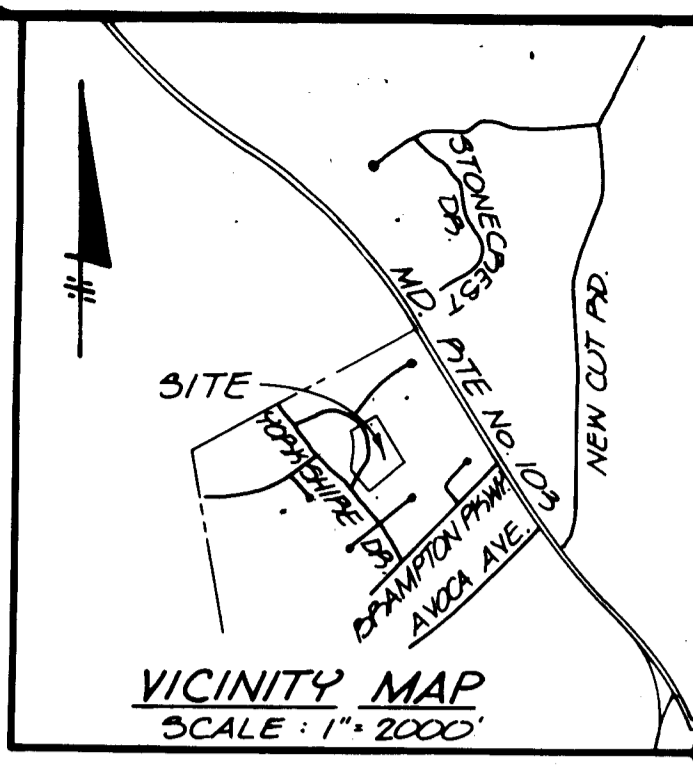 STONECREST
DR.
MD. RTE NO. 103
NEW CUT RD.
SITE
YORKSHIRE DR.
BRAMPTON PKWY.
AVOCA AVE.
VICINITY MAP
SCALE : 1"= 2000'